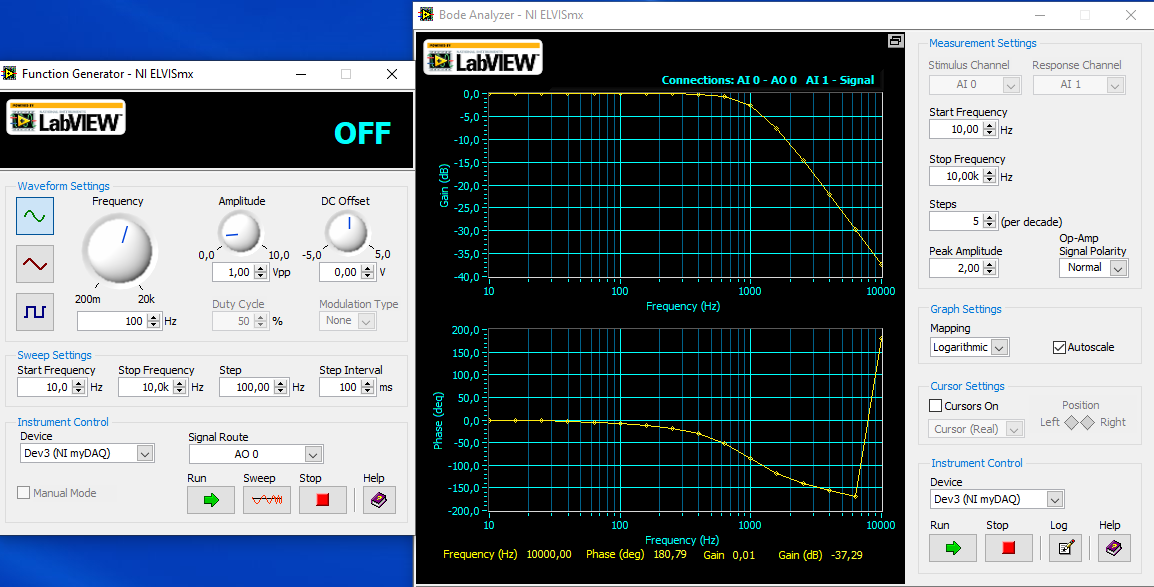 Bode Analyzer - NI ELVISmx
Function Generator - NI ELVISmx
POWERED BY
LabVIEW
OFF
Waveform Settings
Frequency
Amplitude
DC Offset
0,0 10,0
-5,0 5,0
1,00 Vpp
0,00 V
200m 20k
100 Hz
Duty Cycle
50 %
Modulation Type
None
Sweep Settings
Start Frequency
10,0 Hz
Stop Frequency
10,0k Hz
Step
100,00 Hz
Step Interval
100 ms
Instrument Control
Device
Dev3 (NI myDAQ)
Signal Route
AO 0
Manual Mode
Run Sweep Stop Help
POWERED BY NATIONAL INSTRUMENTS
LabVIEW
Connections: AI 0 - AO 0 AI 1 - Signal
Gain (dB)
0,0
-5,0
-10,0
-15,0
-20,0
-25,0
-30,0
-35,0
-40,0
10 100 1000 10000
Frequency (Hz)
Phase (deg)
200,0
150,0
100,0
50,0
0,0
-50,0
-100,0
-150,0
-200,0
10 100 1000 10000
Frequency (Hz)
Frequency (Hz) 10000,00 Phase (deg) 180,79 Gain 0,01 Gain (dB) -37,29
Measurement Settings
Stimulus Channel
AI 0
Response Channel
AI 1
Start Frequency
10,00 Hz
Stop Frequency
10,00k Hz
Steps
5 (per decade)
Peak Amplitude
2,00
Op-Amp
Signal Polarity
Normal
Graph Settings
Mapping
Logarithmic
Autoscale
Cursor Settings
Cursors On
Position
Cursor (Real)
Left Right
Instrument Control
Device
Dev3 (NI myDAQ)
Run Stop Log Help